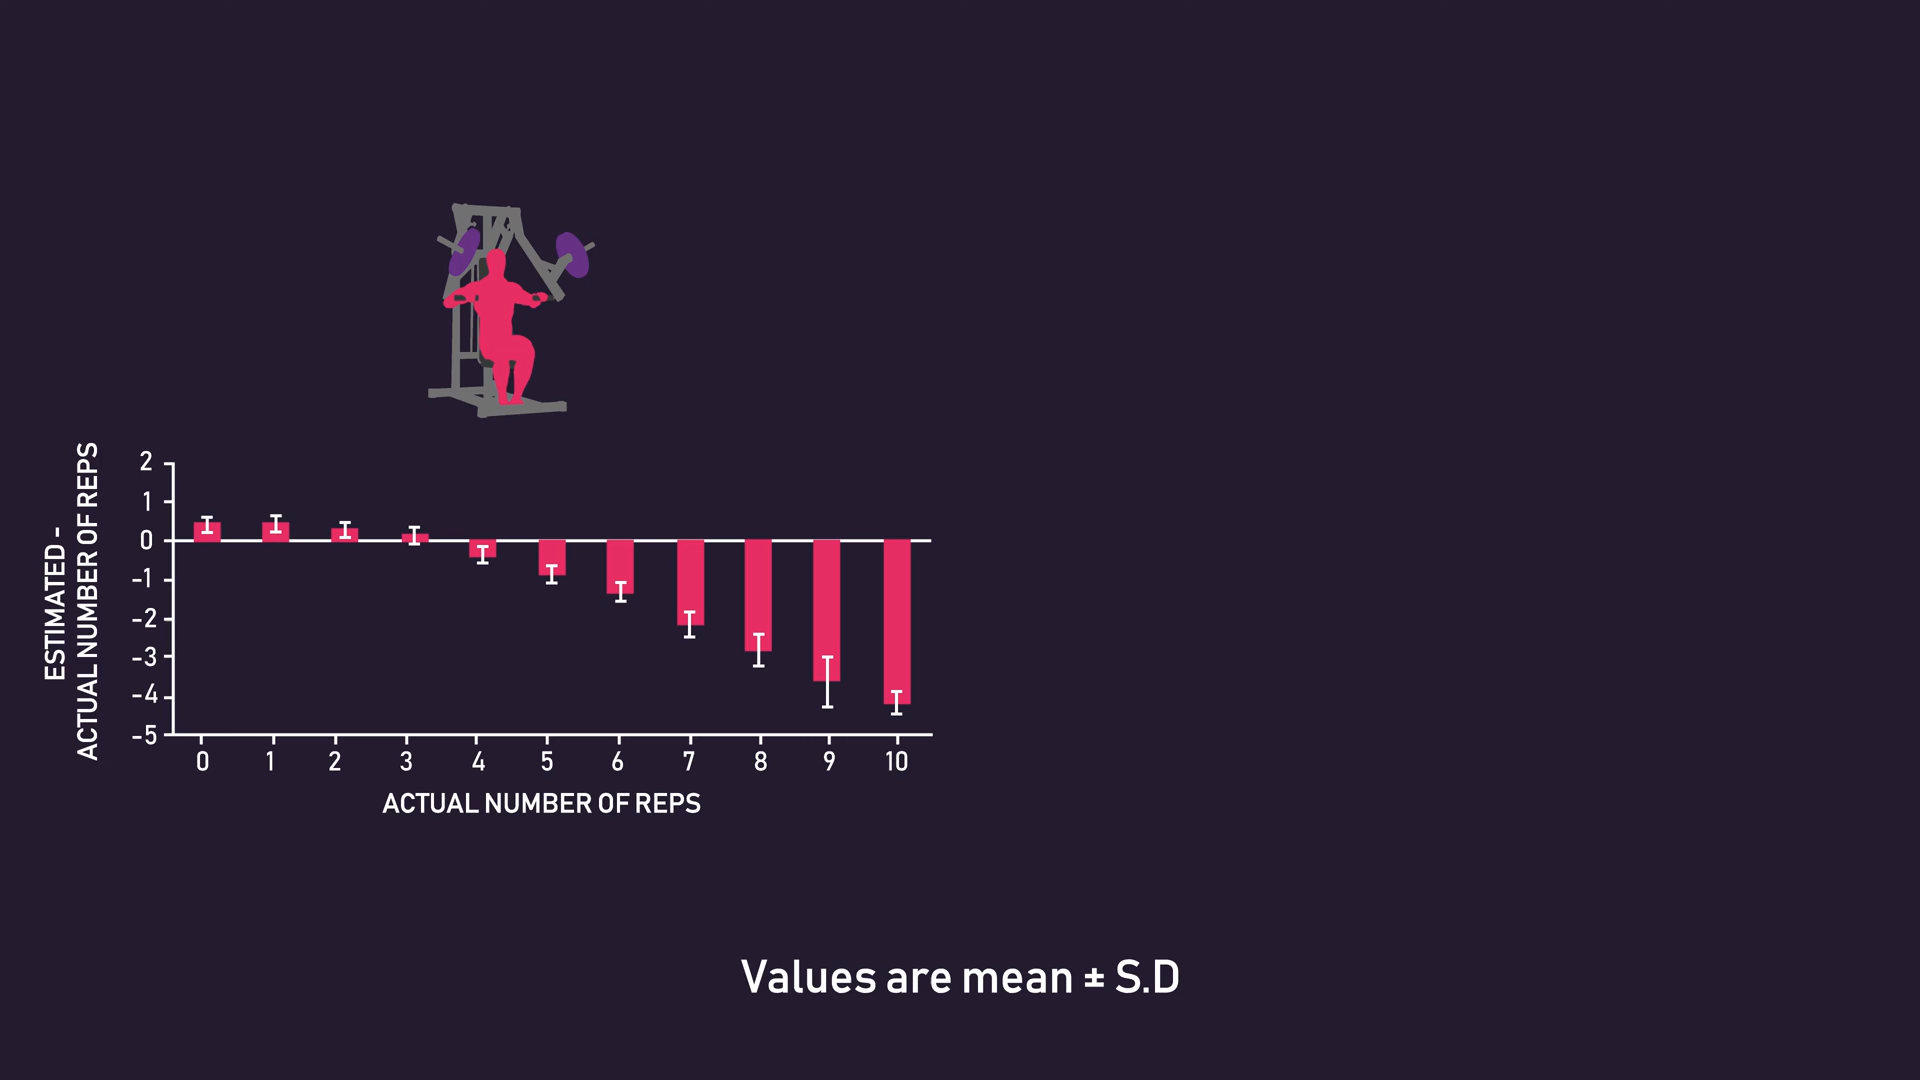 ESTIMATED -
ACTUAL NUMBER OF REPS
2
1
0
-1
-2
-3
-4
-5
0 1 2 3 4 5 6 7 8 9 10
ACTUAL NUMBER OF REPS
Values are mean ± S.D